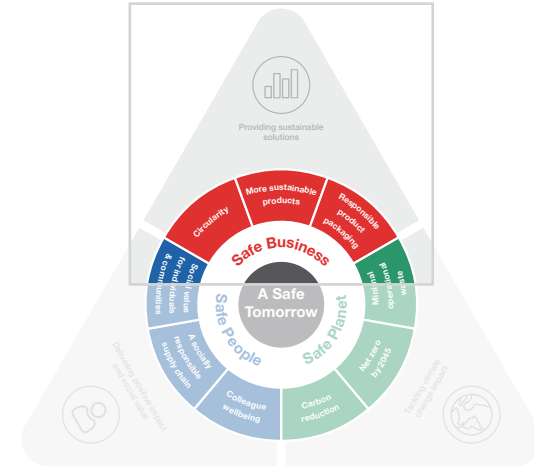 Providing sustainable
solutions
Circularity
More sustainable
products
Responsible
product
packaging
Safe Business
Social value
for individuals
& communities
Minimal
operational
waste
A Safe
Tomorrow
Safe People
Safe Planet
A socially
responsible
supply chain
Net zero
by 2045
Colleague
wellbeing
Carbon
reduction
Delivering positive impact
and social value
Tackling climate
change impact